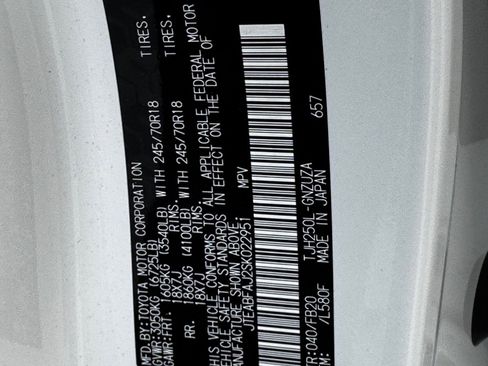 MFD.BY:TOYOTA MOTOR CORPORATION
GVWR:3050KG (6725LB)
GAWR:FRT. 1605KG (3540LB) WITH 245/70R18 TIRES.
18X7J RIMS.
RR. 1860KG (4100LB) WITH 245/70R18 TIRES.
18X7J RIMS.
THIS VEHICLE CONFORMS TO ALL APPLICABLE FEDERAL MOTOR
VEHICLE SAFETY STANDARDS IN EFFECT ON THE DATE OF
MANUFACTURE SHOWN ABOVE.
MPV
TR:040/FB20 TJH250L-GNZUZA
/L580F MADE IN JAPAN 657